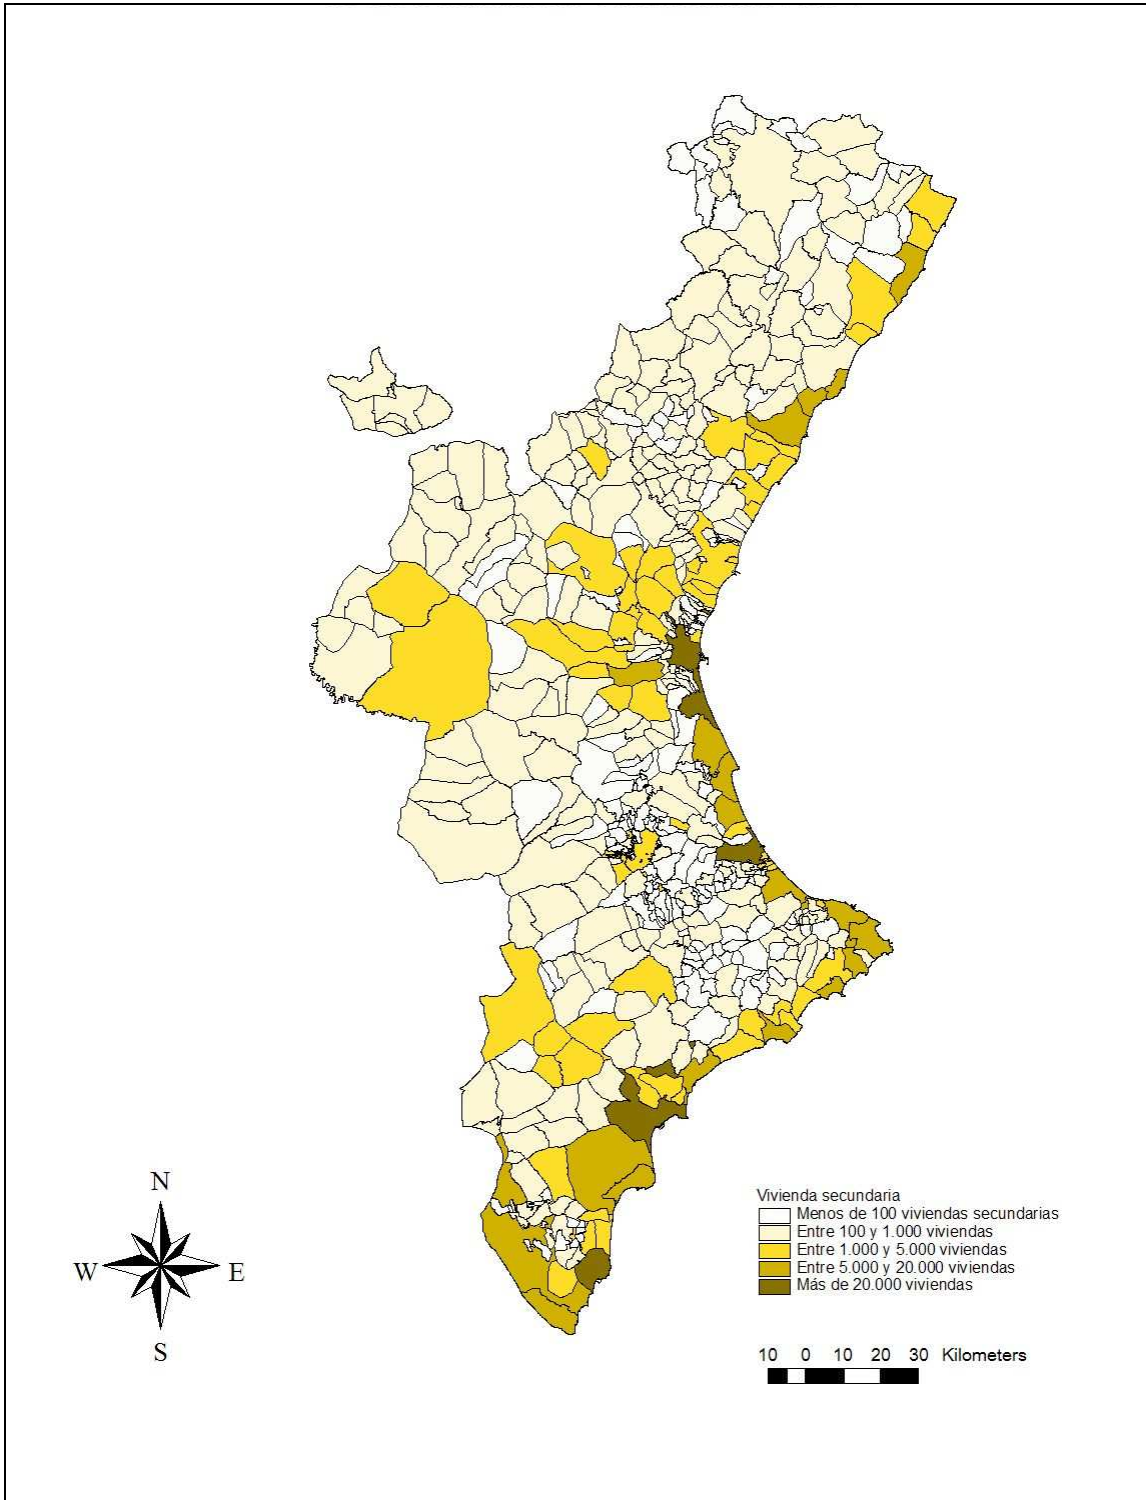 N
W
E
S
Vivienda secundaria
Menos de 100 viviendas secundarias
Entre 100 y 1.000 viviendas
Entre 1.000 y 5.000 viviendas
Entre 5.000 y 20.000 viviendas
Más de 20.000 viviendas
10 0 10 20 30 Kilometers